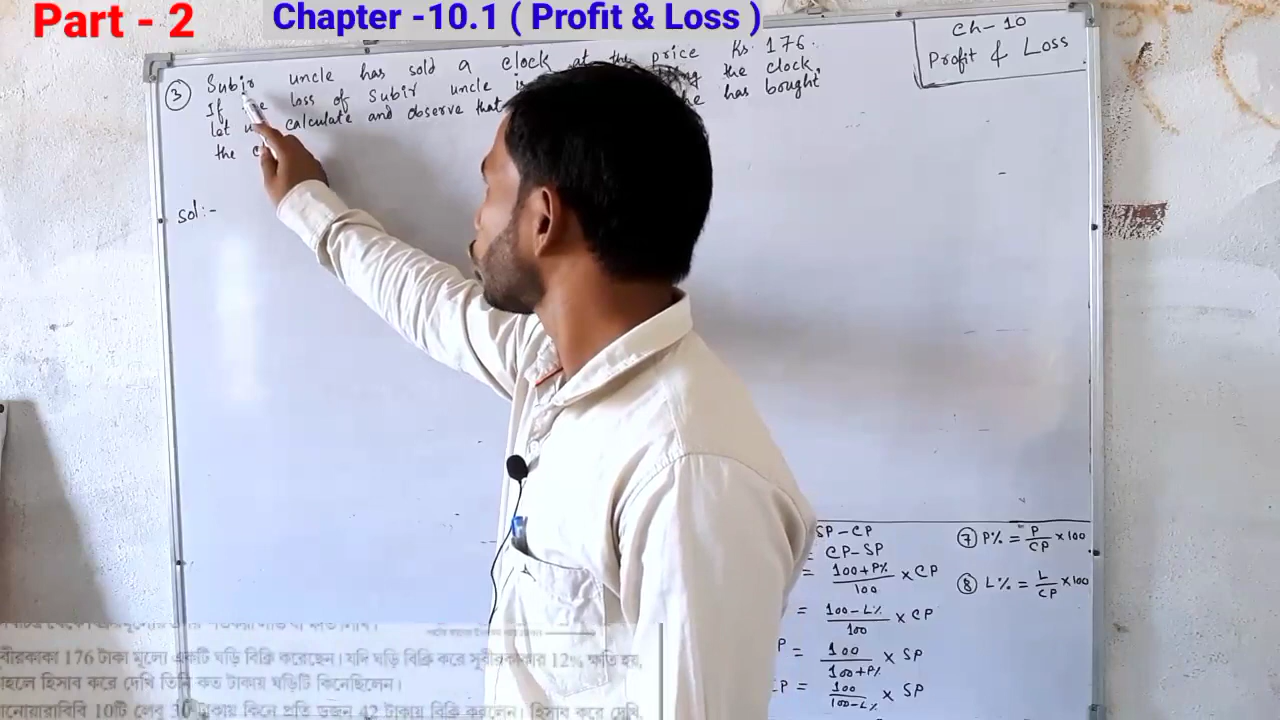 Part - 2
Chapter -10.1 ( Profit & Loss )
Ch-10
Profit & Loss
③ Subir uncle has sold a clock at the price Rs. 176.
If loss of Subir uncle is the clock,
let calculate and observe that he has bought
the
Sol:-
SP-CP
= CP-SP
= 100+P% / 100 × CP
= 100-L% / 100 × CP
P = 100 / 100+P% × SP
CP = 100 / 100-L% × SP
⑦ P% = P/CP × 100
⑧ L% = L/CP × 100
176 টাকা মূল্যে একটি ঘড়ি বিক্রি করেছেন। যদি ঘড়ি বিক্রি করে সুবীরকাকার 12% ক্ষতি হয়,
হিসাব করে দেখি তিনি কত টাকায় ঘড়িটি কিনেছিলেন।
10টি লেবু 30 টাকায় কিনে প্রতি ডজন 42 টাকায় বিক্রি করলেন। হিসাব করে দেখি,